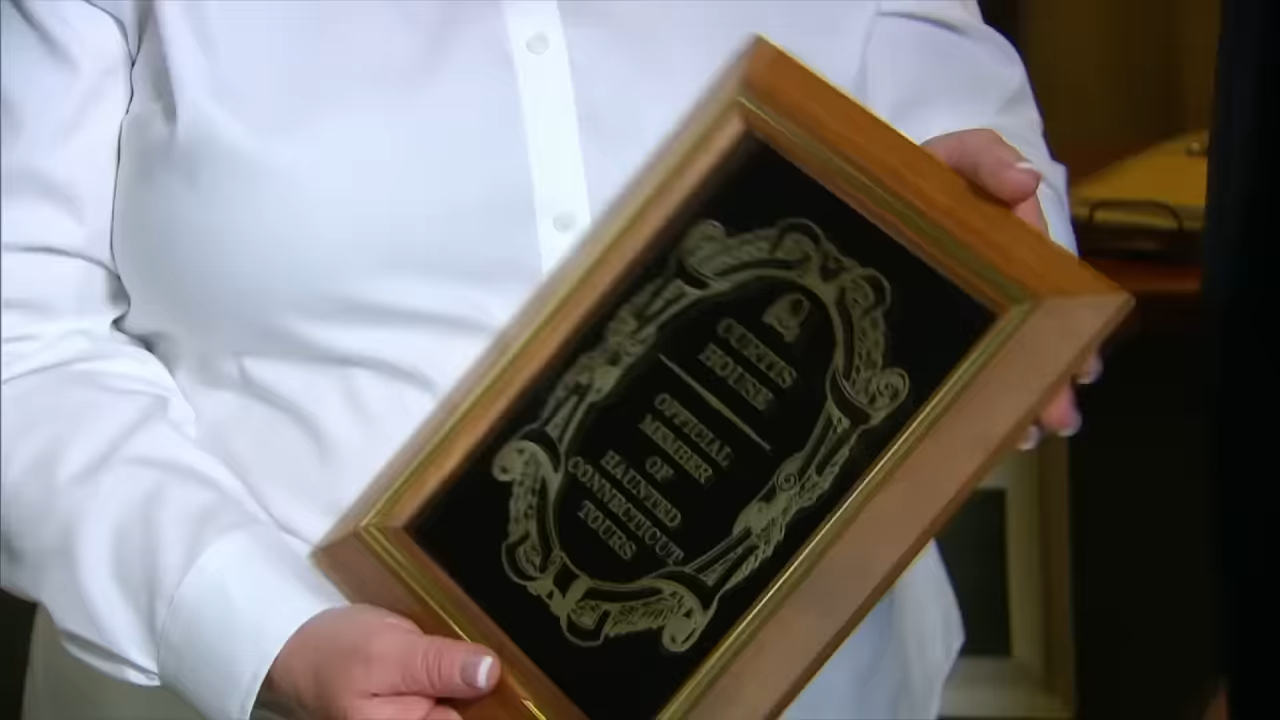 CURTIS
HOUSE
OFFICIAL
MEMBER
OF
HAUNTED
CONNECTICUT
TOURS